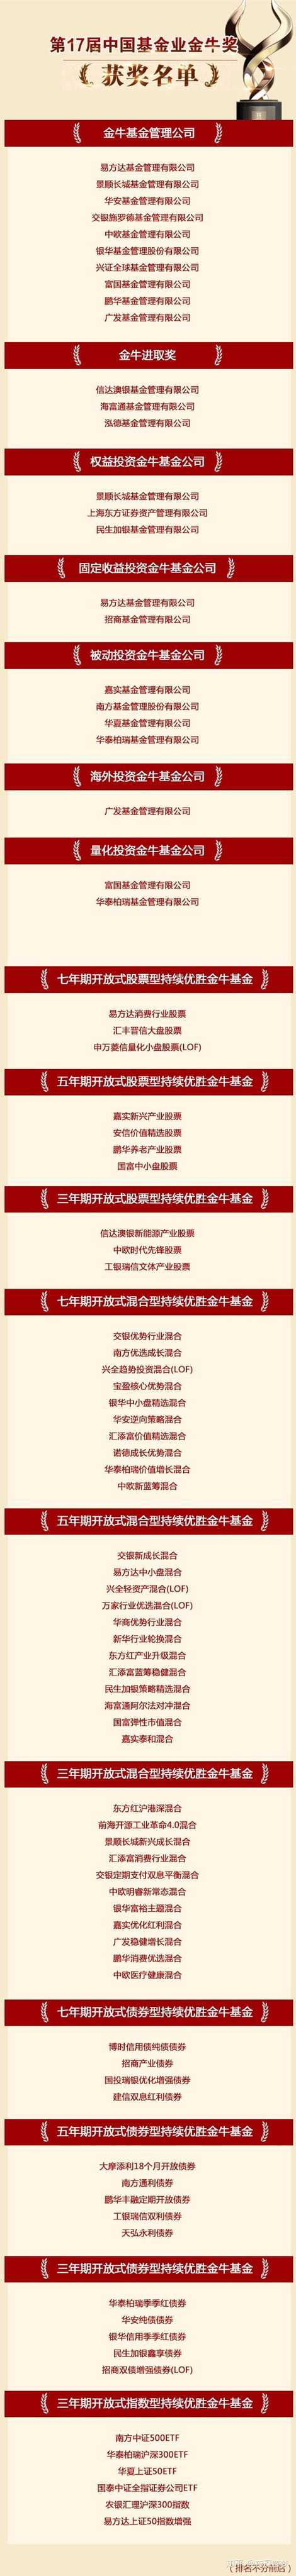 第17届中国基金业金牛奖
获奖名单
金牛基金管理公司
易方达基金管理有限公司
景顺长城基金管理有限公司
华安基金管理有限公司
交银施罗德基金管理有限公司
中欧基金管理有限公司
银华基金管理股份有限公司
兴证全球基金管理有限公司
富国基金管理有限公司
鹏华基金管理有限公司
广发基金管理有限公司
金牛进取奖
信达澳银基金管理有限公司
海富通基金管理有限公司
泓德基金管理有限公司
权益投资金牛基金公司
景顺长城基金管理有限公司
上海东方证券资产管理有限公司
民生加银基金管理有限公司
固定收益投资金牛基金公司
易方达基金管理有限公司
招商基金管理有限公司
被动投资金牛基金公司
嘉实基金管理有限公司
南方基金管理股份有限公司
华夏基金管理有限公司
华泰柏瑞基金管理有限公司
海外投资金牛基金公司
广发基金管理有限公司
量化投资金牛基金公司
富国基金管理有限公司
华泰柏瑞基金管理有限公司
七年期开放式股票型持续优胜金牛基金
易方达消费行业股票
汇丰晋信大盘股票
申万菱信量化小盘股票(LOF)
五年期开放式股票型持续优胜金牛基金
嘉实新兴产业股票
安信价值精选股票
鹏华养老产业股票
国富中小盘股票
三年期开放式股票型持续优胜金牛基金
信达澳银新能源产业股票
中欧时代先锋股票
工银瑞信文体产业股票
七年期开放式混合型持续优胜金牛基金
交银优势行业混合
南方优选成长混合
兴全趋势投资混合(LOF)
宝盈核心优势混合
银华中小盘精选混合
华安逆向策略混合
汇添富价值精选混合
诺德成长优势混合
华泰柏瑞价值增长混合
中欧新蓝筹混合
五年期开放式混合型持续优胜金牛基金
交银新成长混合
易方达中小盘混合
兴全轻资产混合(LOF)
万家行业优选混合(LOF)
华商优势行业混合
新华行业轮换混合
东方红产业升级混合
汇添富蓝筹稳健混合
民生加银策略精选混合
海富通阿尔法对冲混合
国富弹性市值混合
嘉实泰和混合
三年期开放式混合型持续优胜金牛基金
东方红沪港深混合
前海开源工业革命4.0混合
景顺长城新兴成长混合
汇添富消费行业混合
交银定期支付双息平衡混合
中欧明睿新常态混合
银华富裕主题混合
嘉实优化红利混合
广发稳健增长混合
鹏华消费优选混合
中欧医疗健康混合
七年期开放式债券型持续优胜金牛基金
博时信用债纯债债券
招商产业债券
国投瑞银优化增强债券
建信双息红利债券
五年期开放式债券型持续优胜金牛基金
大摩添利18个月开放债券
南方通利债券
鹏华丰融定期开放债券
工银瑞信双利债券
天弘永利债券
三年期开放式债券型持续优胜金牛基金
华泰柏瑞季季红债券
华安纯债债券
银华信用季季红债券
民生加银鑫享债券
招商双债增强债券(LOF)
三年期开放式指数型持续优胜金牛基金
南方中证500ETF
华泰柏瑞沪深300ETF
华夏上证50ETF
国泰中证全指证券公司ETF
农银汇理沪深300指数
易方达上证50指数增强
（排名不分前后）